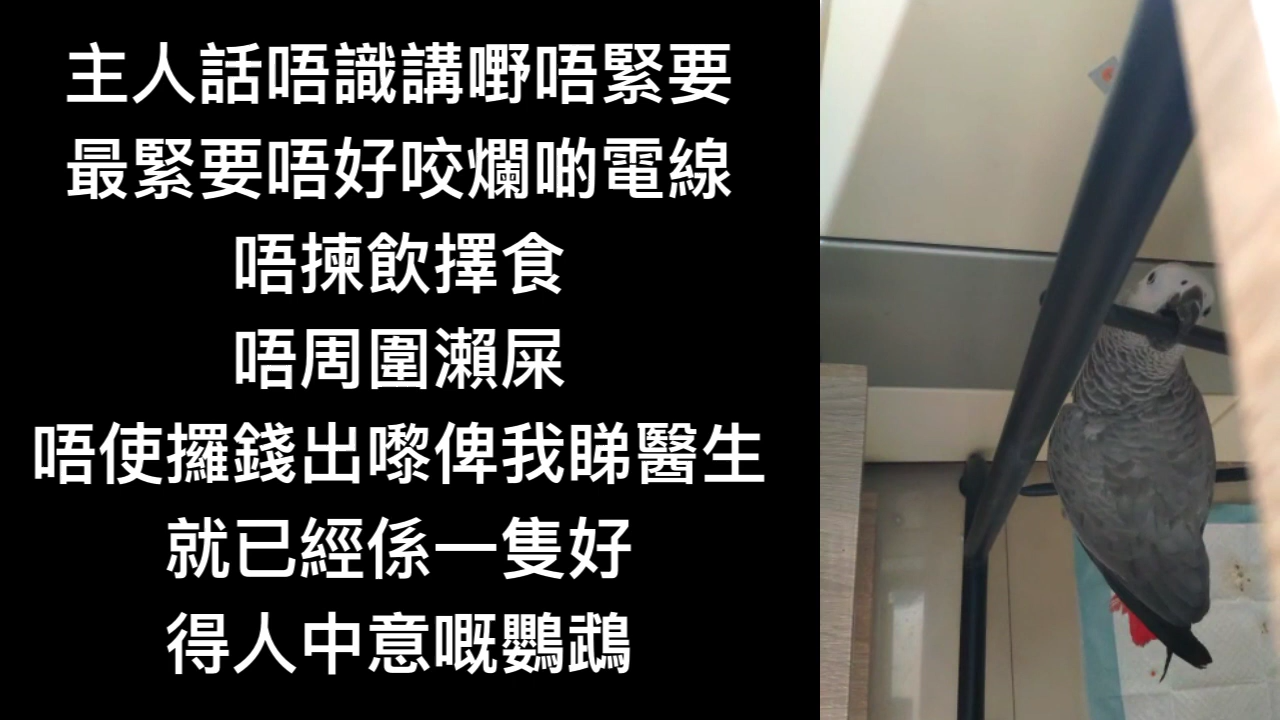 主人話唔識講嘢唔緊要
最緊要唔好咬爛啲電線
唔揀飲擇食
唔周圍瀨屎
唔使攞錢出嚟俾我睇醫生
就已經係一隻好
得人中意嘅鸚鵡